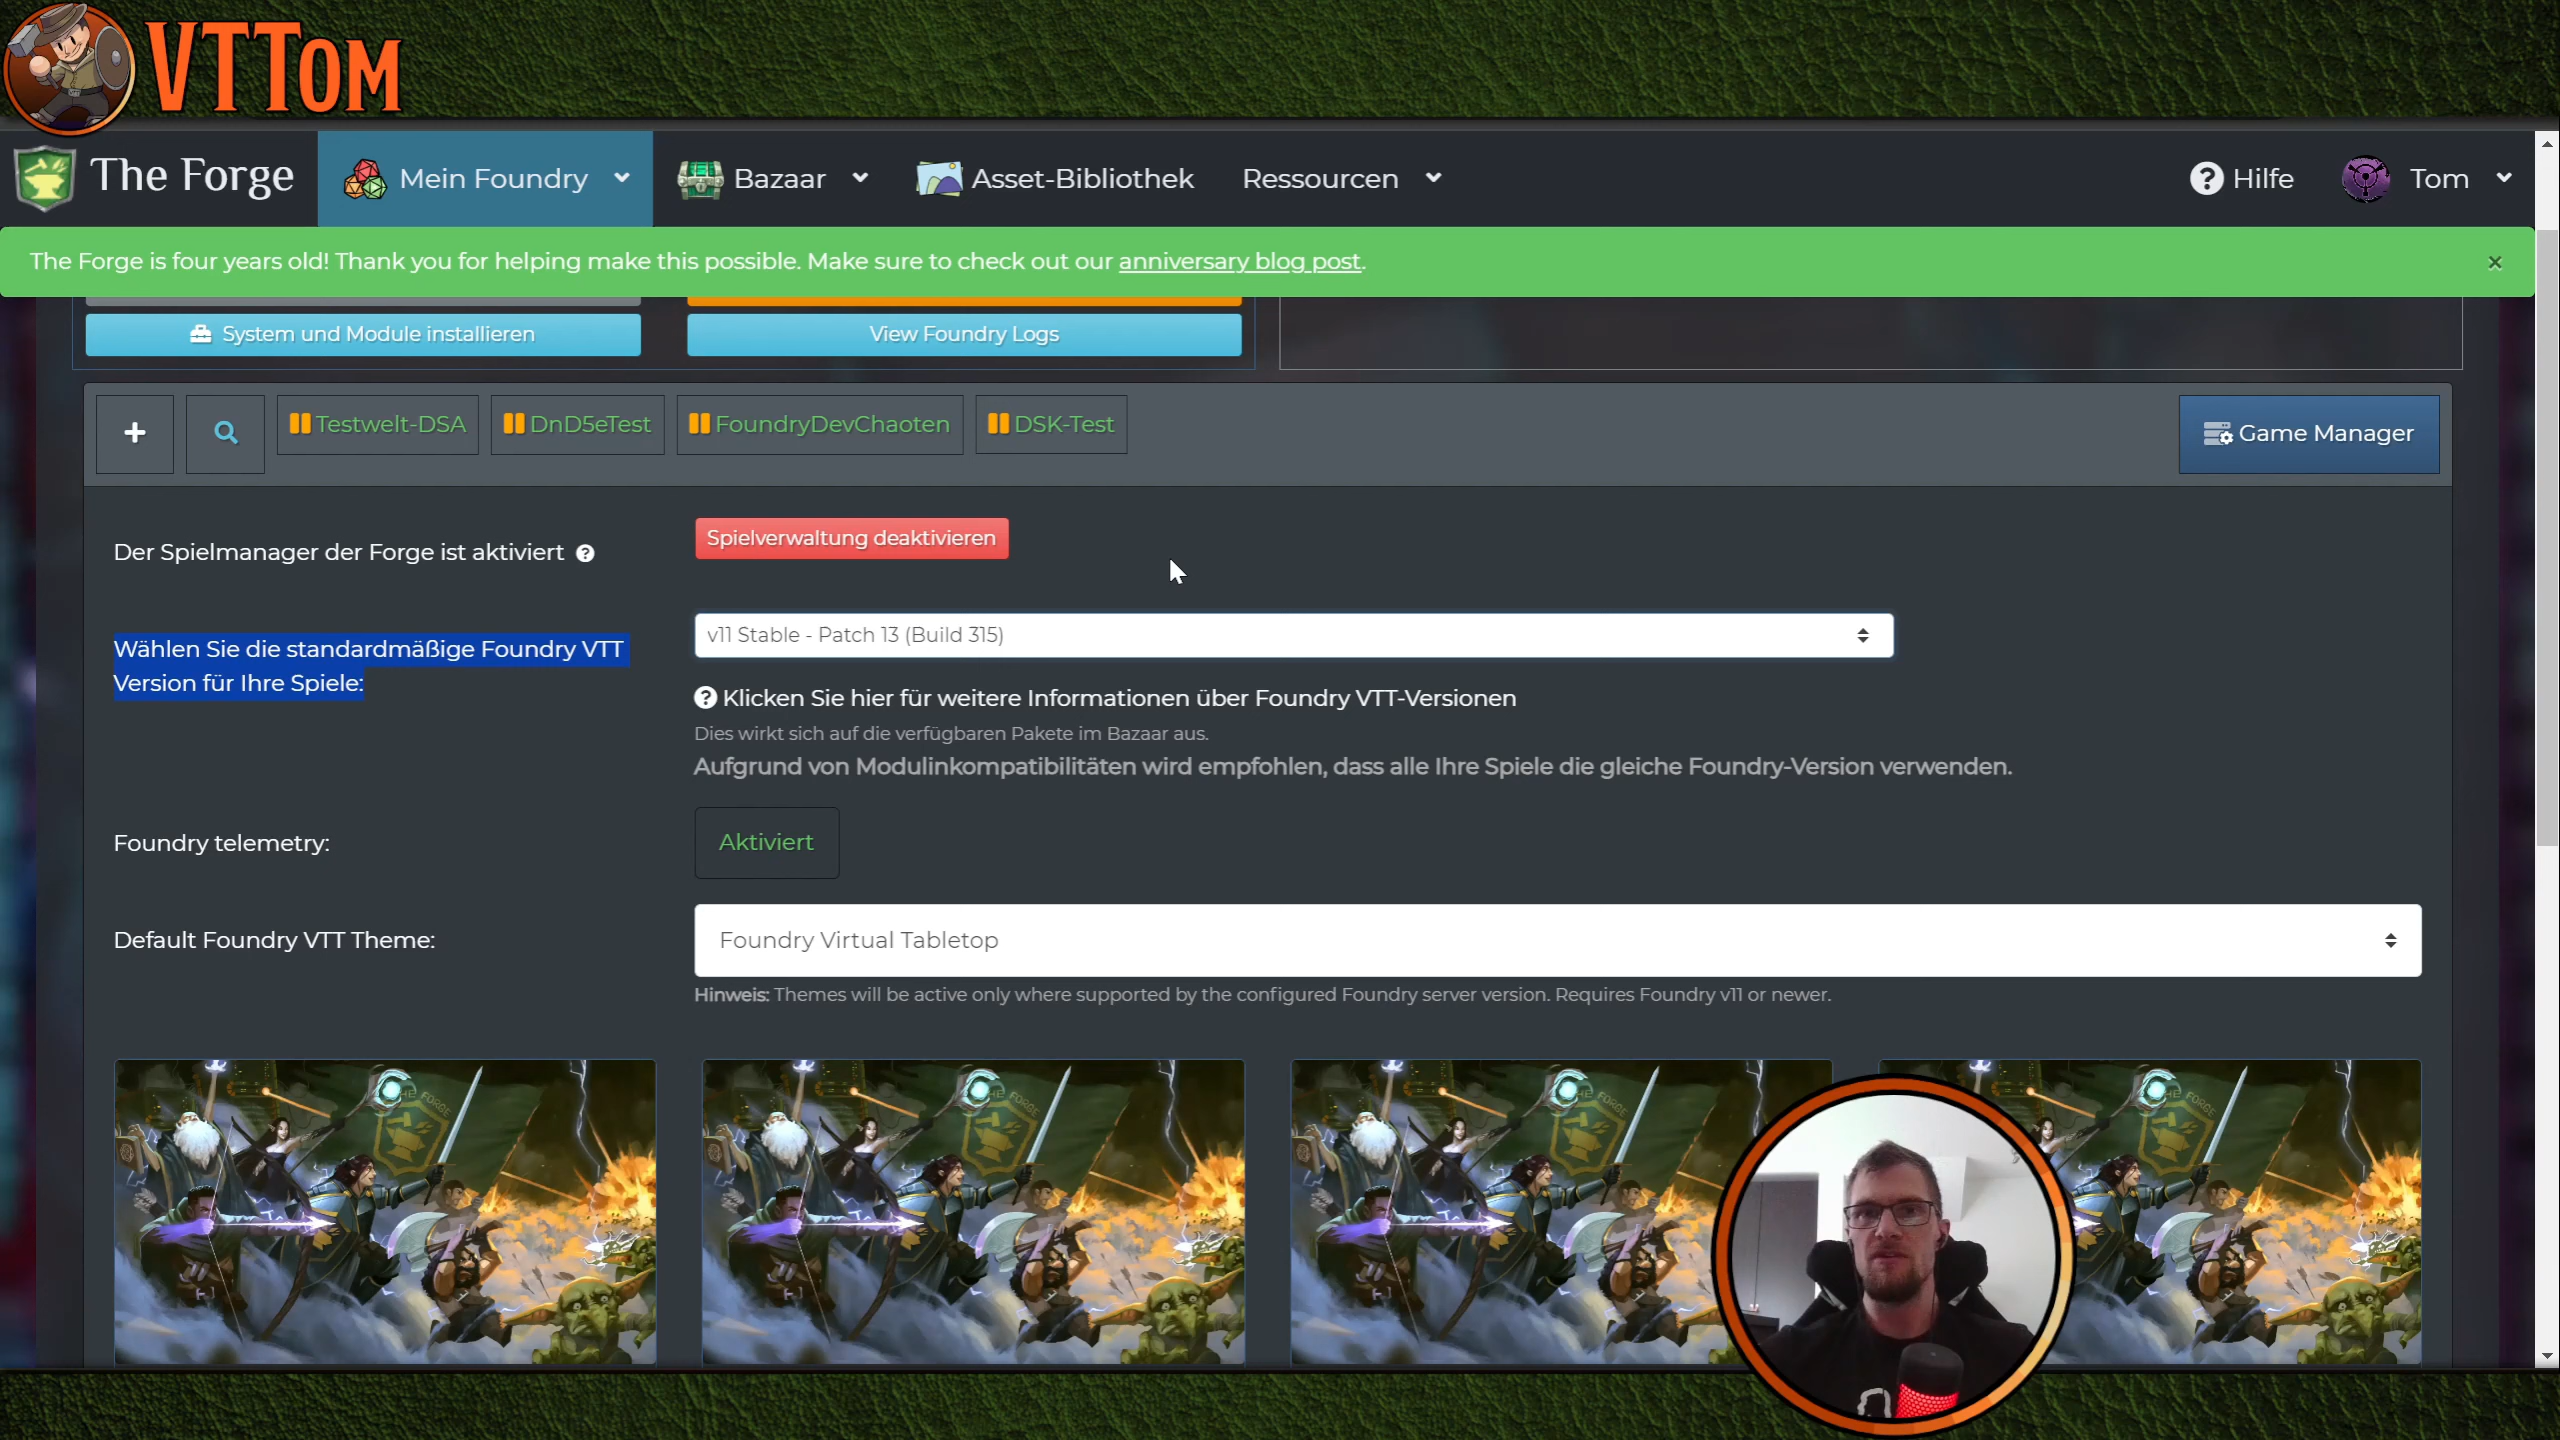 VTTOM
The Forge
Mein Foundry
Bazaar
Asset-Bibliothek
Ressourcen
Hilfe
Tom
The Forge is four years old! Thank you for helping make this possible. Make sure to check out our anniversary blog post.
×
System und Module installieren
View Foundry Logs
Testwelt-DSA
DnD5eTest
FoundryDevChaoten
DSK-Test
Game Manager
Der Spielmanager der Forge ist aktiviert
Spielverwaltung deaktivieren
Wählen Sie die standardmäßige Foundry VTT
Version für Ihre Spiele:
v11 Stable - Patch 13 (Build 315)
Klicken Sie hier für weitere Informationen über Foundry VTT-Versionen
Dies wirkt sich auf die verfügbaren Pakete im Bazaar aus.
Aufgrund von Modulinkompatibilitäten wird empfohlen, dass alle Ihre Spiele die gleiche Foundry-Version verwenden.
Foundry telemetry:
Aktiviert
Default Foundry VTT Theme:
Foundry Virtual Tabletop
Hinweis: Themes will be active only where supported by the configured Foundry server version. Requires Foundry v11 or newer.